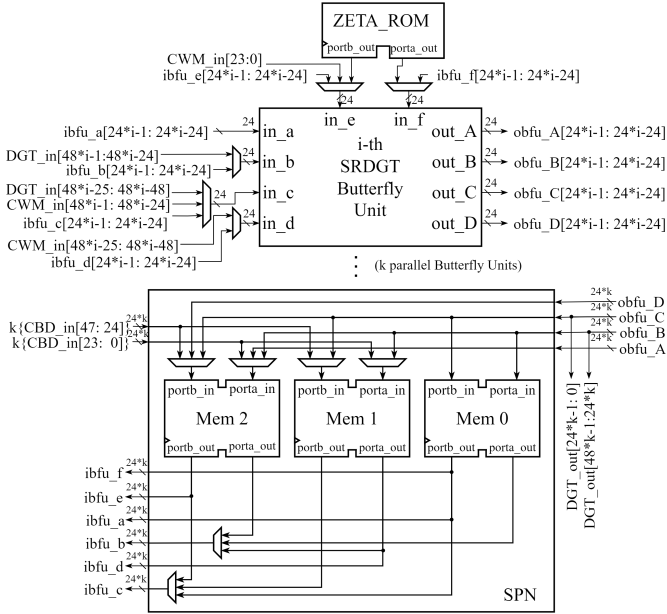 ZETA_ROM
portb_out porta_out
CWM_in[23:0]
ibfu_e[24*i-1: 24*i-24]
ibfu_f[24*i-1: 24*i-24]
24 24
in_e in_f
ibfu_a[24*i-1: 24*i-24] 24 in_a
i-th
SRDGT
Butterfly
Unit
out_A 24 obfu_A[24*i-1: 24*i-24]
DGT_in[48*i-1:48*i-24]
ibfu_b[24*i-1: 24*i-24]
24 in_b
out_B 24 obfu_B[24*i-1: 24*i-24]
DGT_in[48*i-25: 48*i-48]
CWM_in[48*i-1: 48*i-24]
ibfu_c[24*i-1: 24*i-24]
24 in_c
out_C 24 obfu_C[24*i-1: 24*i-24]
CWM_in[48*i-25: 48*i-48]
ibfu_d[24*i-1: 24*i-24]
24 in_d
out_D 24 obfu_D[24*i-1: 24*i-24]
(k parallel Butterfly Units)
k{CBD_in[47: 24]} 24*k
k{CBD_in[23: 0]} 24*k
obfu_D
24*k obfu_C
24*k obfu_B
24*k obfu_A
24*k
portb_in porta_in
Mem 2
portb_out porta_out
portb_in porta_in
Mem 1
portb_out porta_out
portb_in porta_in
Mem 0
portb_out porta_out
DGT_out[24*k-1: 0]
DGT_out[48*k-1:24*k]
ibfu_f 24*k
ibfu_e 24*k
ibfu_a 24*k
ibfu_b 24*k
ibfu_d 24*k
ibfu_c 24*k
SPN